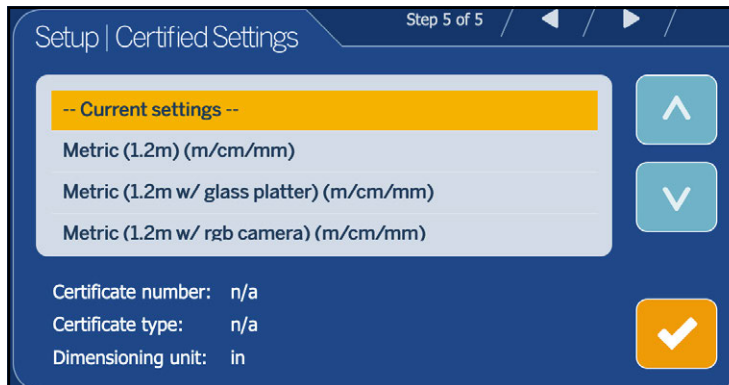 Setup | Certified Settings
Step 5 of 5 /  /  /
-- Current settings --
Metric (1.2m) (m/cm/mm)
Metric (1.2m w/ glass platter) (m/cm/mm)
Metric (1.2m w/ rgb camera) (m/cm/mm)
Certificate number: n/a
Certificate type: n/a
Dimensioning unit: in